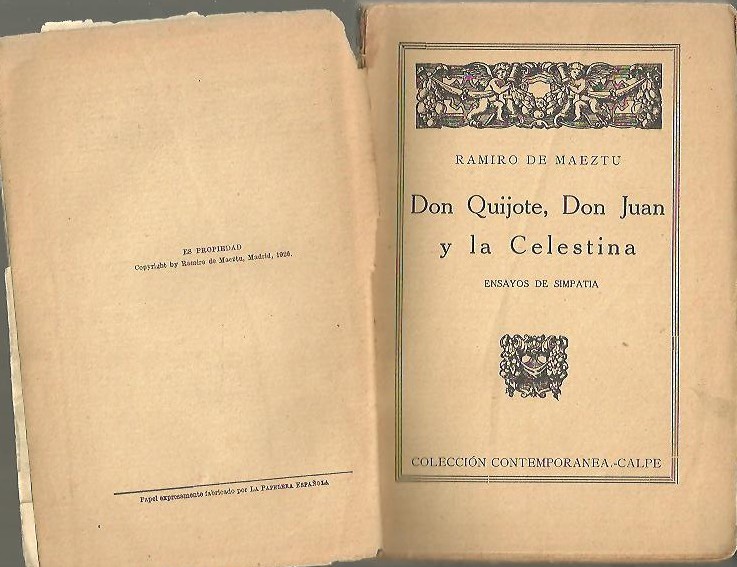 ES PROPIEDAD
Copyright by Ramiro de Maeztu, Madrid, 1926.
Papel expresamente fabricado por LA PAPELERA ESPAÑOLA
RAMIRO DE MAEZTU
Don Quijote, Don Juan
y la Celestina
ENSAYOS DE SIMPATIA
COLECCIÓN CONTEMPORANEA.-CALPE